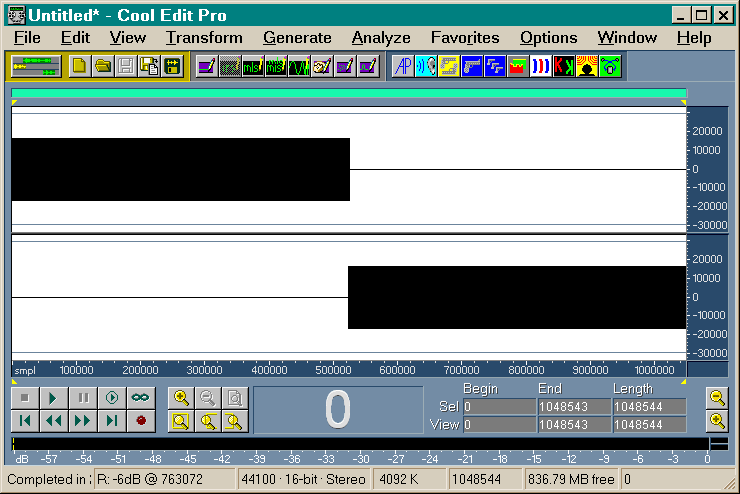 Untitled* - Cool Edit Pro
File Edit View Transform Generate Analyze Favorites Options Window Help
20000
10000
0
-10000
-20000
-30000
20000
10000
0
-10000
-20000
-30000
smpl 100000 200000 300000 400000 500000 600000 700000 800000 900000 1000000
0
Begin End Length
Sel 0 1048543 1048544
View 0 1048543 1048544
dB -57 -54 -51 -48 -45 -42 -39 -36 -33 -30 -27 -24 -21 -18 -15 -12 -9 -6 -3 0
Completed in R: -6dB @ 763072 44100 · 16-bit · Stereo 4092 K 1048544 836.79 MB free 0